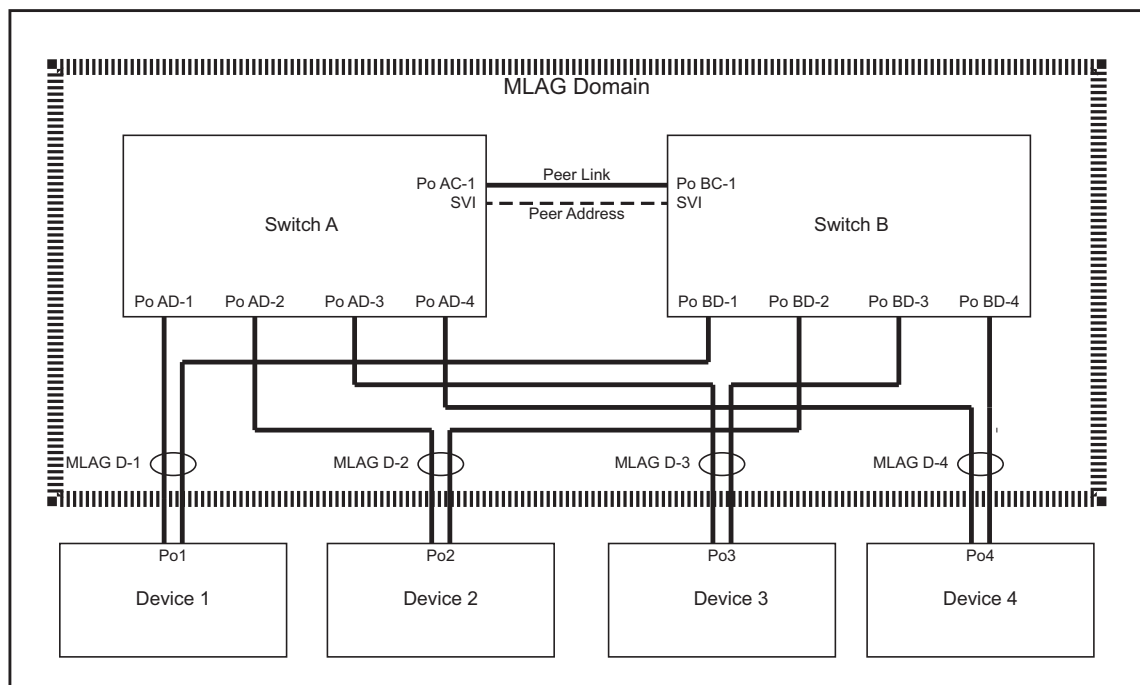 MLAG Domain
Po AC-1
Peer Link
Po BC-1
SVI
Peer Address
SVI
Switch A
Switch B
Po AD-1
Po AD-2
Po AD-3
Po AD-4
Po BD-1
Po BD-2
Po BD-3
Po BD-4
MLAG D-1
MLAG D-2
MLAG D-3
MLAG D-4
Po1
Po2
Po3
Po4
Device 1
Device 2
Device 3
Device 4